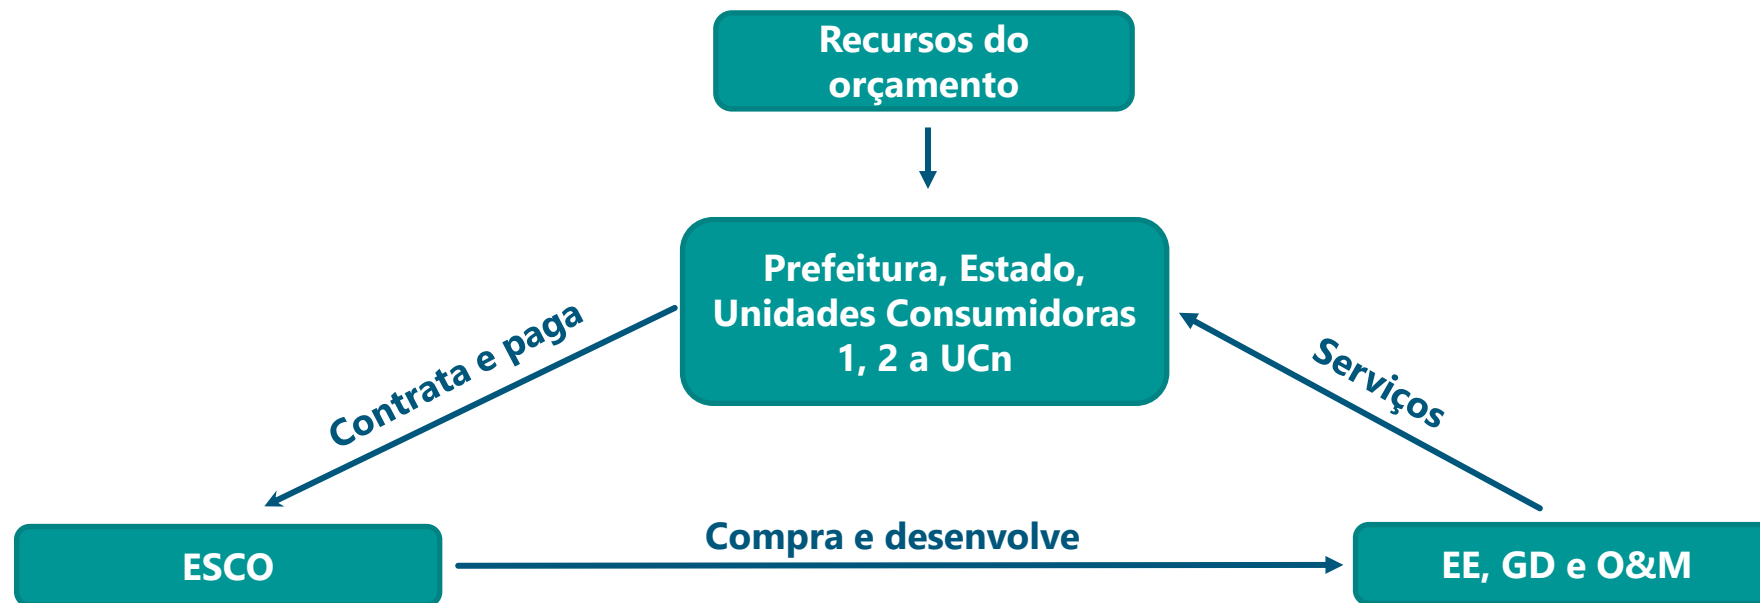 Recursos do
orçamento
Prefeitura, Estado,
Unidades Consumidoras
1, 2 a UCn
Contrata e paga
Serviços
Compra e desenvolve
ESCO
EE, GD e O&M